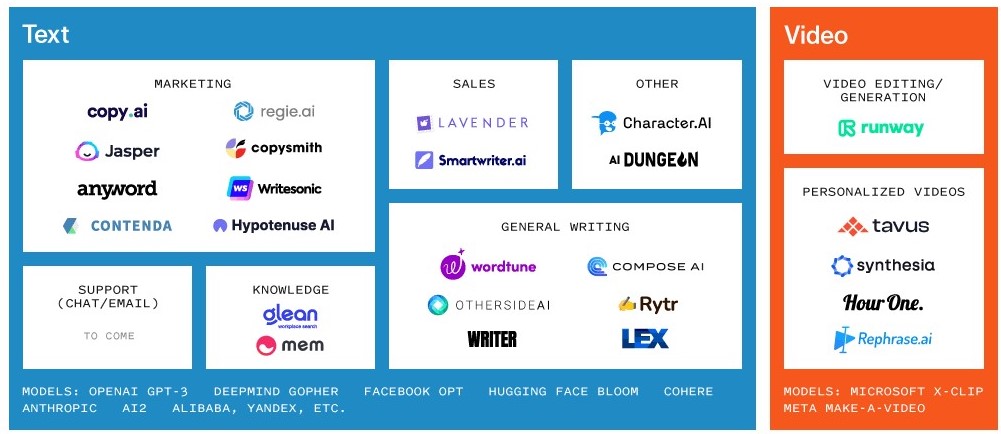 Text
MARKETING
copy.ai
regie.ai
Jasper
copysmith
anyword
WS Writesonic
CONTENDA
Hypotenuse AI
SALES
LAVENDER
Smartwriter.ai
OTHER
Character.AI
AI DUNGEON
SUPPORT
(CHAT/EMAIL)
TO COME
KNOWLEDGE
glean
workplace search
mem
GENERAL WRITING
wordtune
COMPOSE AI
OTHERSIDEAI
Rytr
WRITER
LEX
MODELS: OPENAI GPT-3 DEEPMIND GOPHER FACEBOOK OPT HUGGING FACE BLOOM COHERE
ANTHROPIC AI2 ALIBABA, YANDEX, ETC.
Video
VIDEO EDITING/
GENERATION
runway
PERSONALIZED VIDEOS
tavus
synthesia
Hour One.
Rephrase.ai
MODELS: MICROSOFT X-CLIP
META MAKE-A-VIDEO